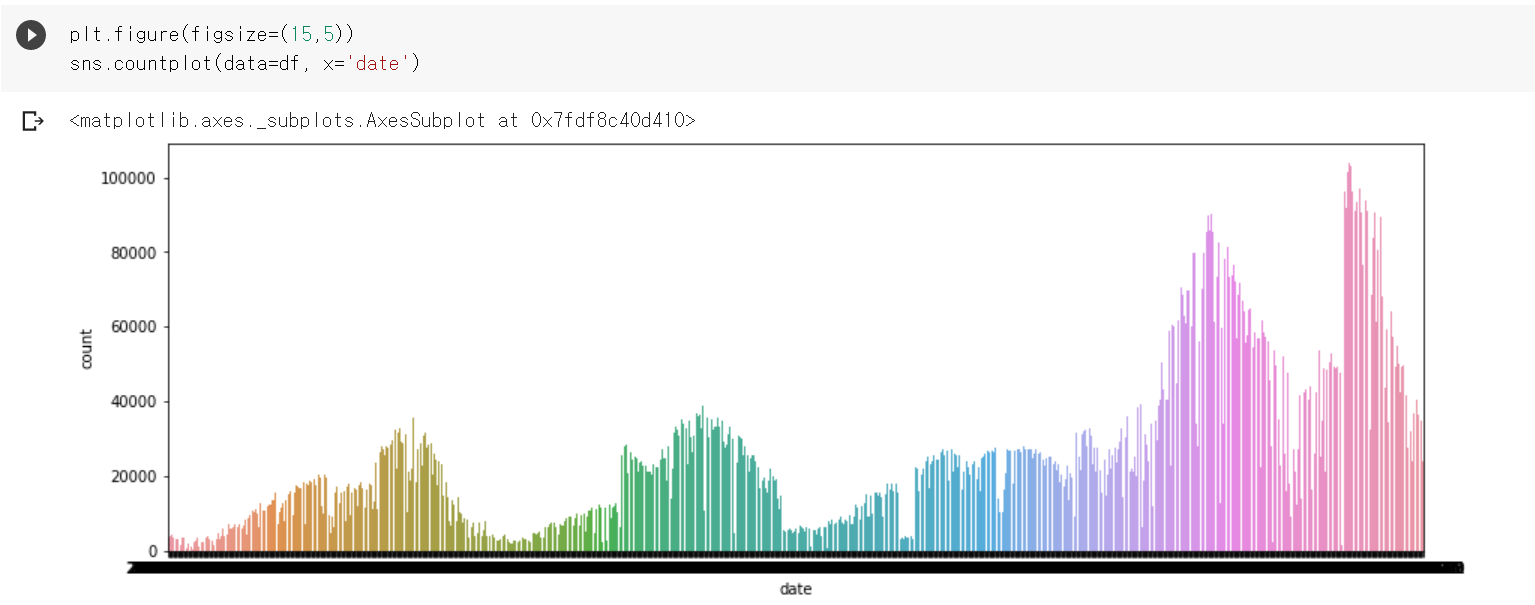 plt.figure(figsize=(15,5))
sns.countplot(data=df, x='date')
<matplotlib.axes._subplots.AxesSubplot at 0x7fdf8c40d410>
100000
80000
60000
40000
20000
0
count
date